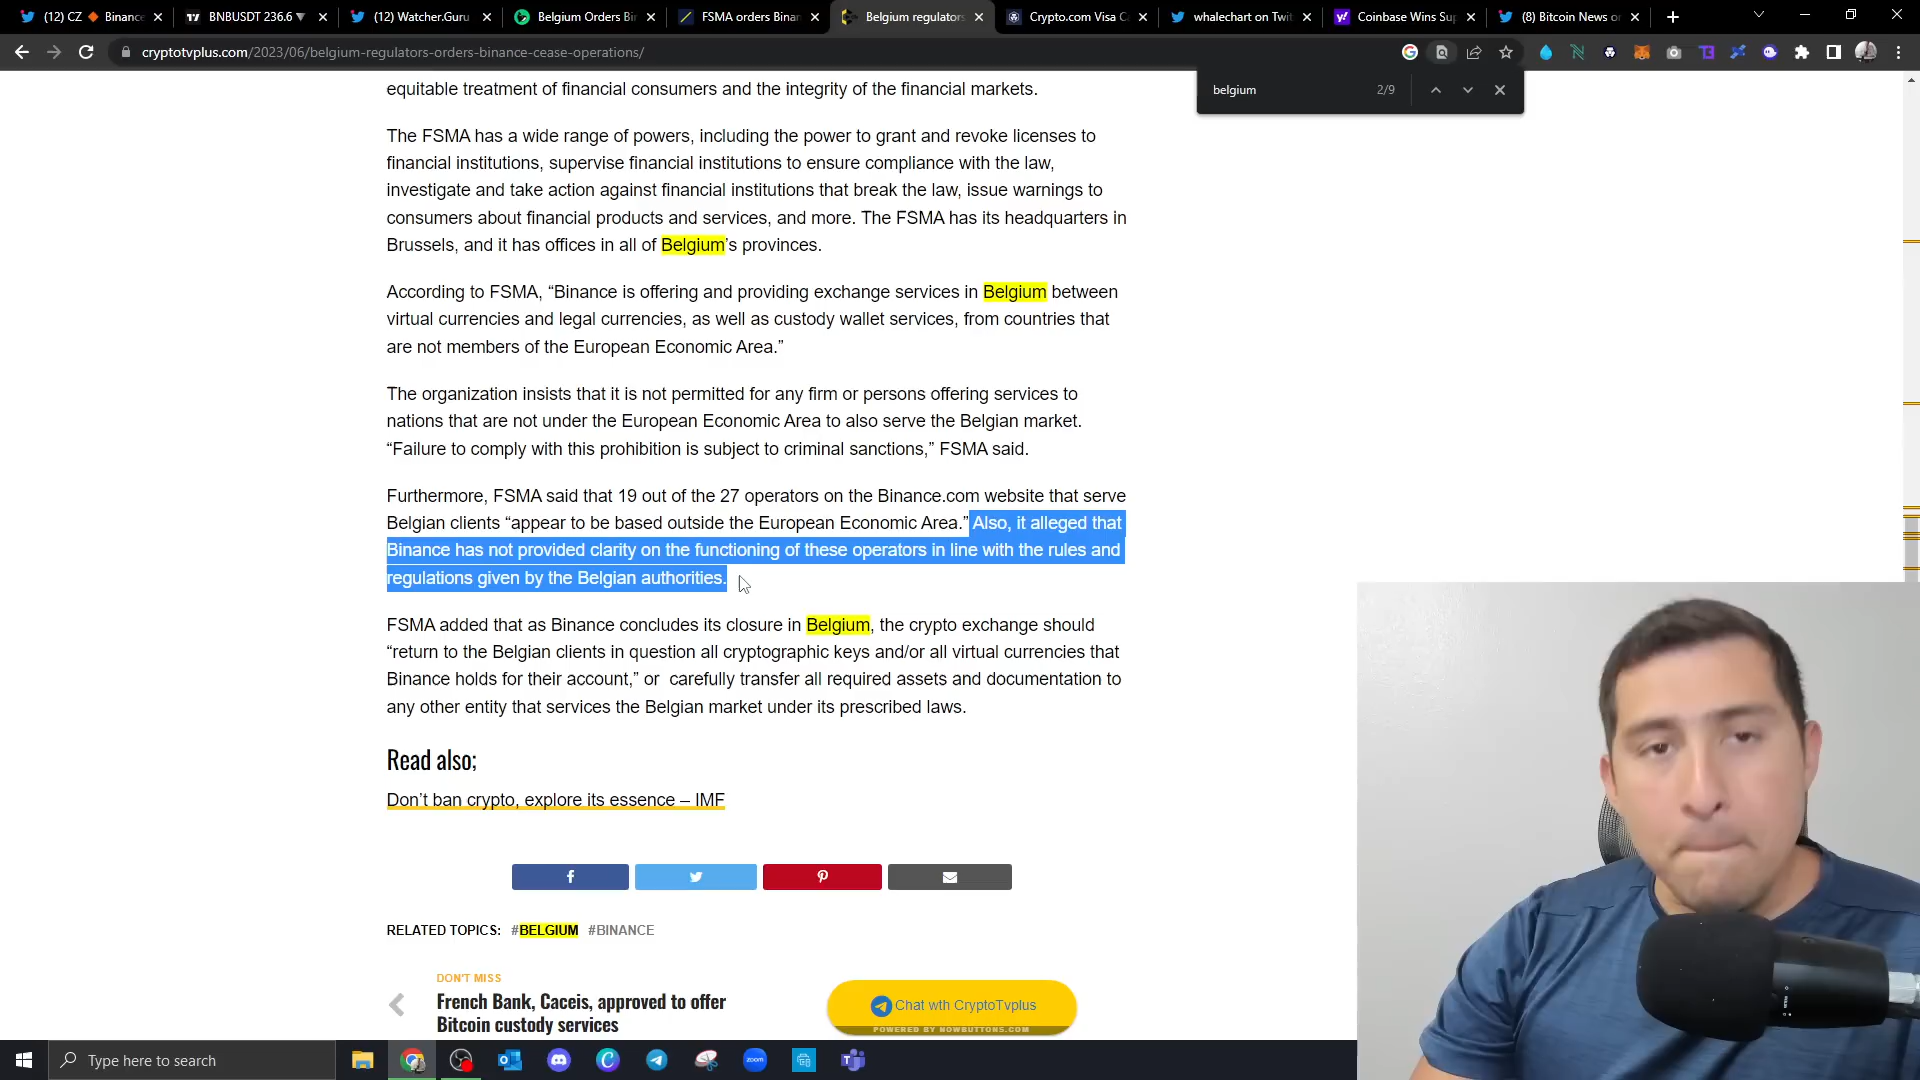 (12) CZ 🔶 Binance
BNBUSDT 236.6 ▼
(12) Watcher.Guru
Belgium Orders Bin
FSMA orders Binan
Belgium regulators
Crypto.com Visa C
whalechart on Twit
Coinbase Wins Sup
(8) Bitcoin News on
cryptotvplus.com/2023/06/belgium-regulators-orders-binance-cease-operations/
belgium
2/9
equitable treatment of financial consumers and the integrity of the financial markets.
The FSMA has a wide range of powers, including the power to grant and revoke licenses to
financial institutions, supervise financial institutions to ensure compliance with the law,
investigate and take action against financial institutions that break the law, issue warnings to
consumers about financial products and services, and more. The FSMA has its headquarters in
Brussels, and it has offices in all of Belgium's provinces.
According to FSMA, “Binance is offering and providing exchange services in Belgium between
virtual currencies and legal currencies, as well as custody wallet services, from countries that
are not members of the European Economic Area.”
The organization insists that it is not permitted for any firm or persons offering services to
nations that are not under the European Economic Area to also serve the Belgian market.
“Failure to comply with this prohibition is subject to criminal sanctions,” FSMA said.
Furthermore, FSMA said that 19 out of the 27 operators on the Binance.com website that serve
Belgian clients “appear to be based outside the European Economic Area.” Also, it alleged that
Binance has not provided clarity on the functioning of these operators in line with the rules and
regulations given by the Belgian authorities.
FSMA added that as Binance concludes its closure in Belgium, the crypto exchange should
“return to the Belgian clients in question all cryptographic keys and/or all virtual currencies that
Binance holds for their account,” or carefully transfer all required assets and documentation to
any other entity that services the Belgian market under its prescribed laws.
Read also;
Don't ban crypto, explore its essence – IMF
RELATED TOPICS: #BELGIUM #BINANCE
DON'T MISS
French Bank, Caceis, approved to offer
Bitcoin custody services
Chat wth CryptoTvplus
POWERED BY NOWBUTTONS.COM
Type here to search
zoom